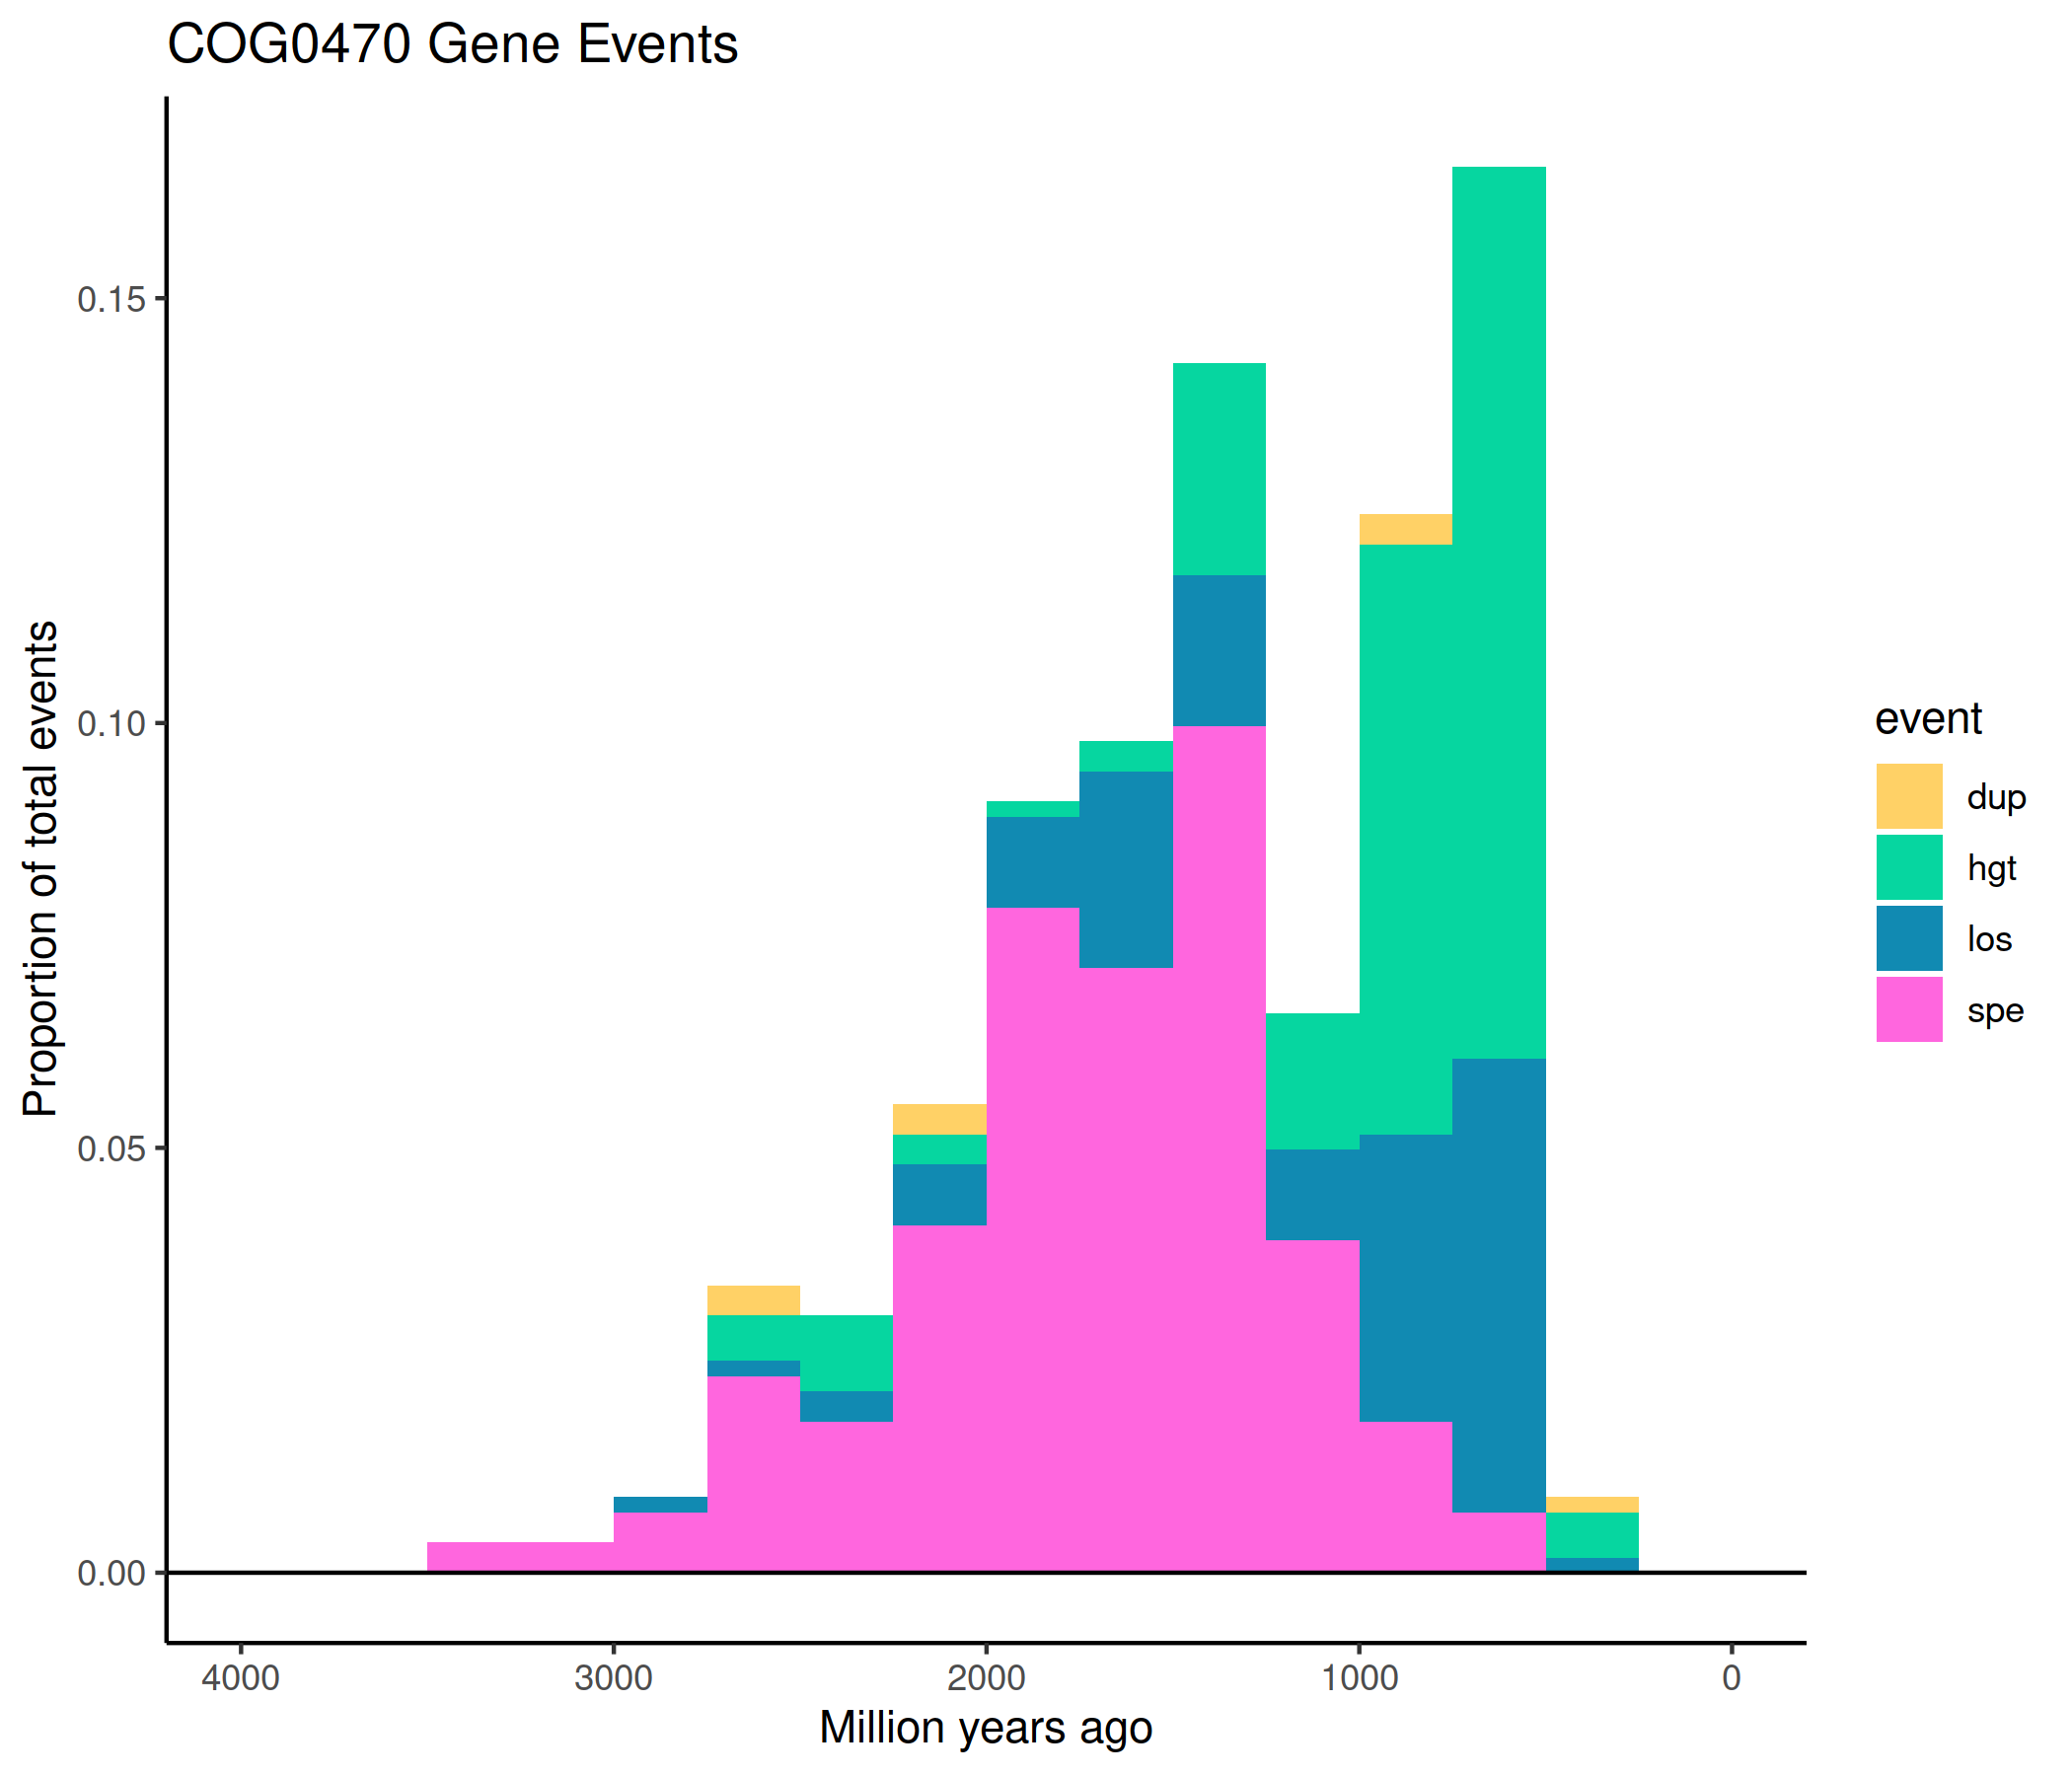 COG0470 Gene Events
Proportion of total events
0.15
0.10
0.05
0.00
4000 3000 2000 1000 0
Million years ago
event
dup
hgt
los
spe